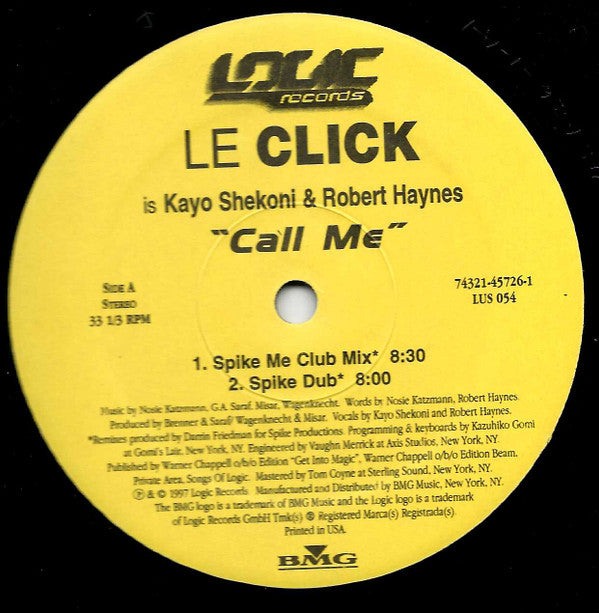 LOGIC
records
LE CLICK
is Kayo Shekoni & Robert Haynes
"Call Me"
SIDE A
STEREO
33 1/3 RPM
74321-45726-1
LUS 054
1. Spike Me Club Mix* 8:30
2. Spike Dub* 8:00
Music by Nosie Katzmann, G.A. Saraf, Misar, Wagenknecht. Words by Nosie Katzmann, Robert Haynes.
Produced by Brenner & Saraf/ Wagenknecht & Misar. Vocals by Kayo Shekoni and Robert Haynes.
*Remixes produced by Darrin Friedman for Spike Productions. Programming & keyboards by Kazuhiko Gomi
at Gomi's Lair, New York, NY. Engineered by Vaughn Merrick at Axis Studios, New York, NY.
Published by Warner Chappell o/b/o Edition "Get Into Magic", Warner Chappell o/b/o Edition Beam,
Private Area, Songs Of Logic. Mastered by Tom Coyne at Sterling Sound, New York, NY.
℗ & © 1997 Logic Records. Manufactured and Distributed by BMG Music, New York, NY.
The BMG logo is a trademark of BMG Music and the Logic logo is a trademark
of Logic Records GmbH Tmk(s) ® Registered Marca(s) Registrada(s).
Printed in USA.
BMG